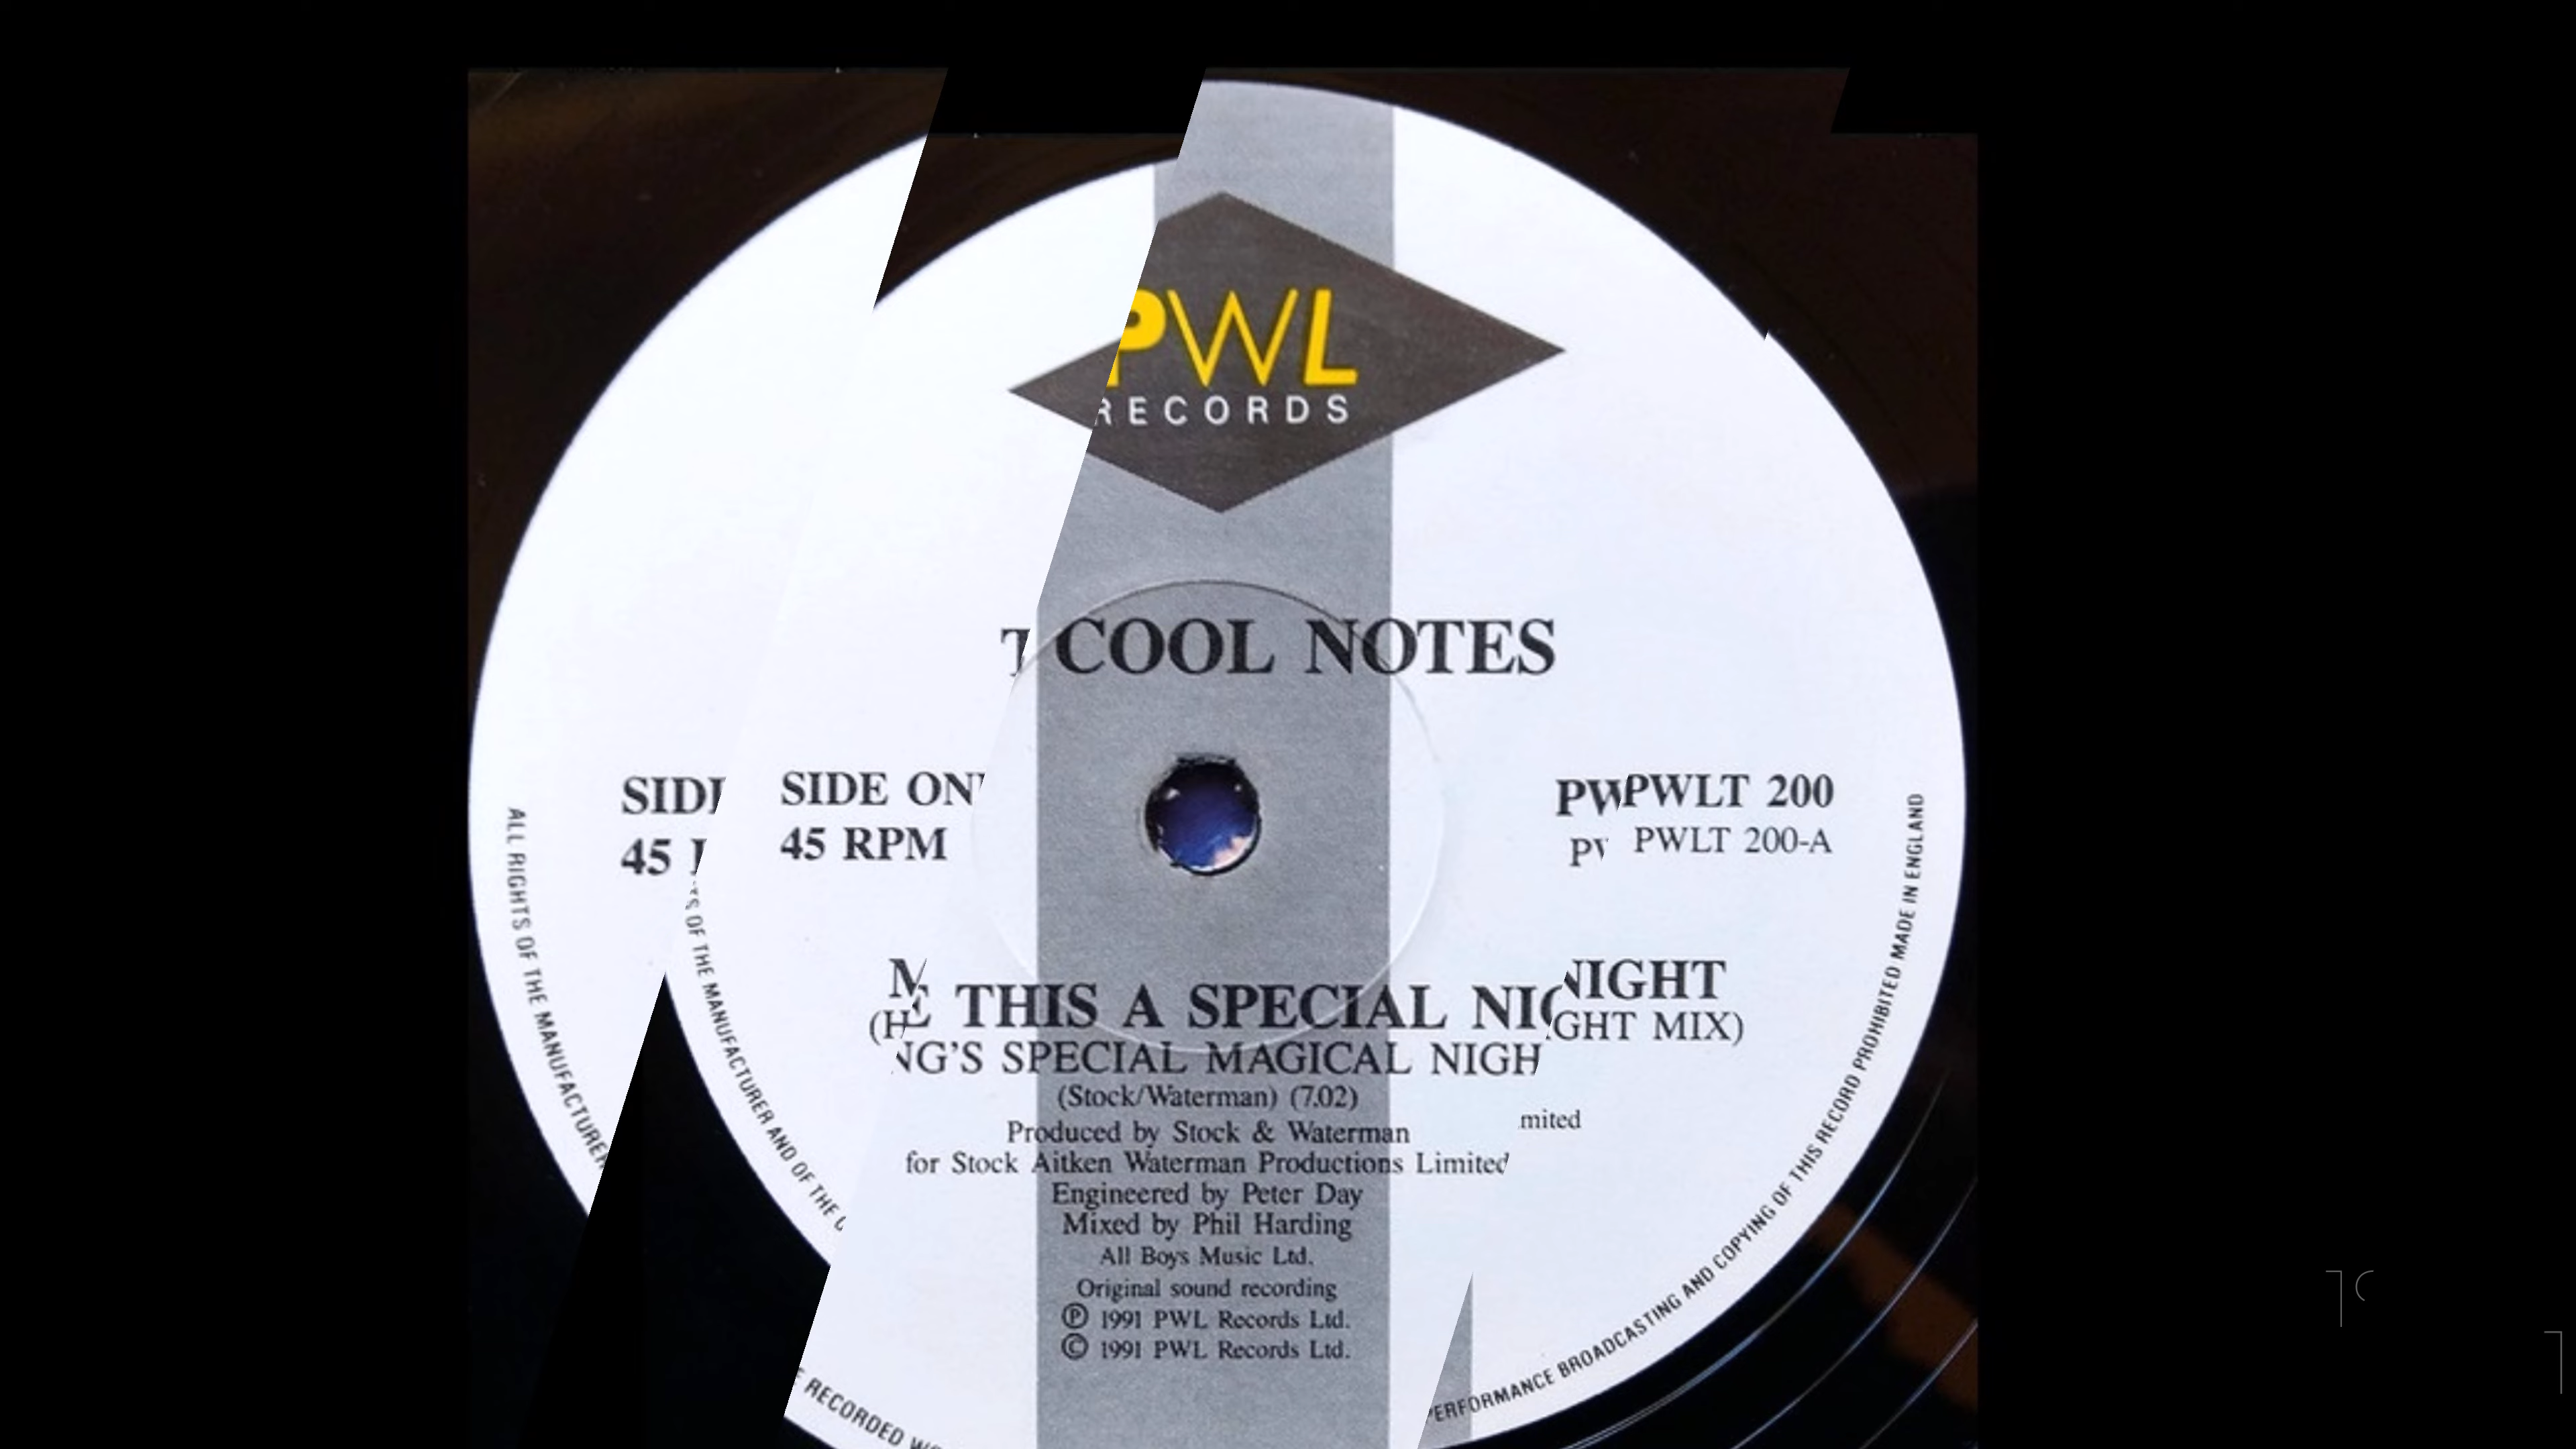 PWL
RECORDS
COOL NOTES
SIDE
45
SIDE ON
45 RPM
PWLT 200
PWLT 200-A
THIS A SPECIAL
NIGHT
SPECIAL MAGICAL
MIX)
(Stock/Waterman) (7.02)
Produced by Stock & Waterman
for Stock Aitken Waterman Productions Limited
Engineered by Peter Day
Mixed by Phil Harding
All Boys Music Ltd.
Original sound recording
Ⓟ 1991 PWL Records Ltd.
© 1991 PWL Records Ltd.
ALL RIGHTS OF THE MANUFACTURER
OF THE MANUFACTURER AND OF THE
RECORDED
PERFORMANCE BROADCASTING AND COPYING OF THIS RECORD PROHIBITED MADE IN ENGLAND